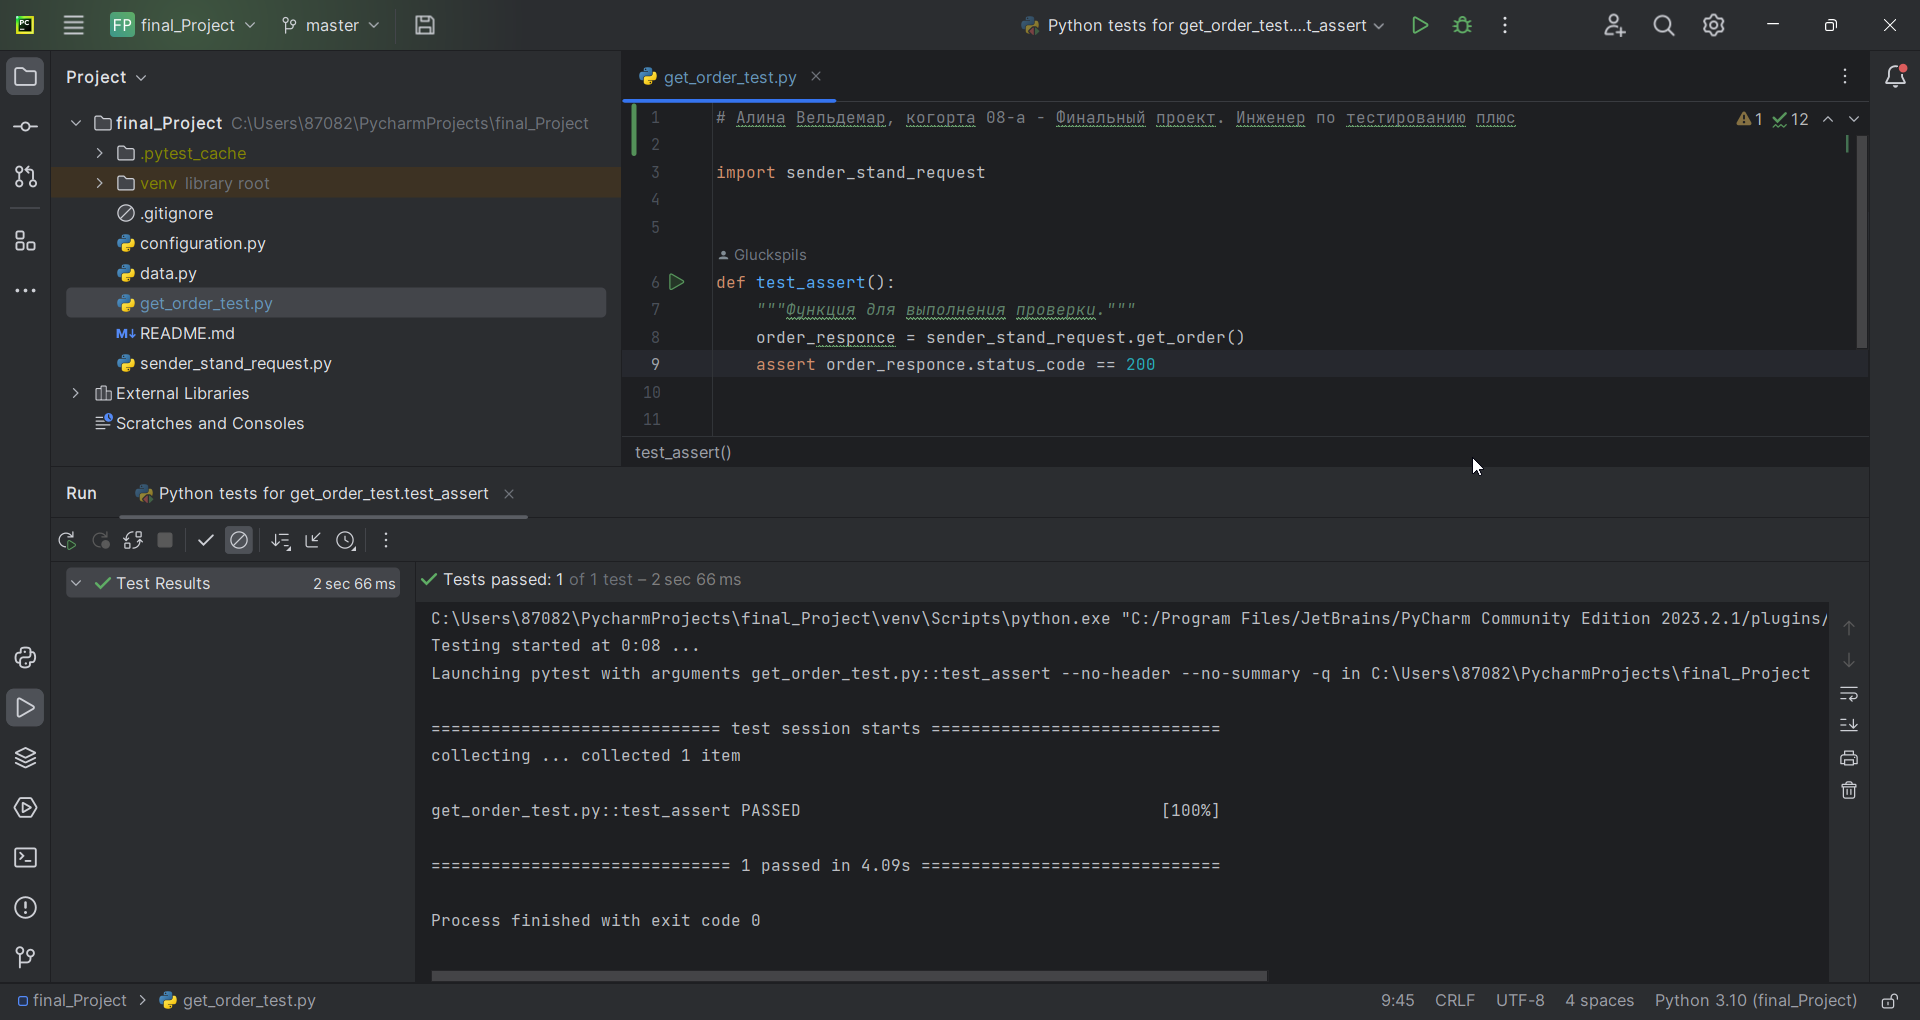 PC
FP final_Project
master
Python tests for get_order_test....t_assert
Project
get_order_test.py
final_Project C:\Users\87082\PycharmProjects\final_Project
.pytest_cache
venv library root
.gitignore
configuration.py
data.py
get_order_test.py
M↓ README.md
sender_stand_request.py
External Libraries
Scratches and Consoles
1 # Алина Вельдемар, когорта 08-а - Финальный проект. Инженер по тестированию плюс
1 12
2
3 import sender_stand_request
4
5
Gluckspils
6 def test_assert():
7 """Функция для выполнения проверки."""
8 order_responce = sender_stand_request.get_order()
9 assert order_responce.status_code == 200
10
11
test_assert()
Run Python tests for get_order_test.test_assert
Test Results 2 sec 66 ms
Tests passed: 1 of 1 test – 2 sec 66 ms
C:\Users\87082\PycharmProjects\final_Project\venv\Scripts\python.exe "C:/Program Files/JetBrains/PyCharm Community Edition 2023.2.1/plugins/
Testing started at 0:08 ...
Launching pytest with arguments get_order_test.py::test_assert --no-header --no-summary -q in C:\Users\87082\PycharmProjects\final_Project
============================= test session starts =============================
collecting ... collected 1 item
get_order_test.py::test_assert PASSED [100%]
============================== 1 passed in 4.09s ==============================
Process finished with exit code 0
final_Project > get_order_test.py
9:45 CRLF UTF-8 4 spaces Python 3.10 (final_Project)